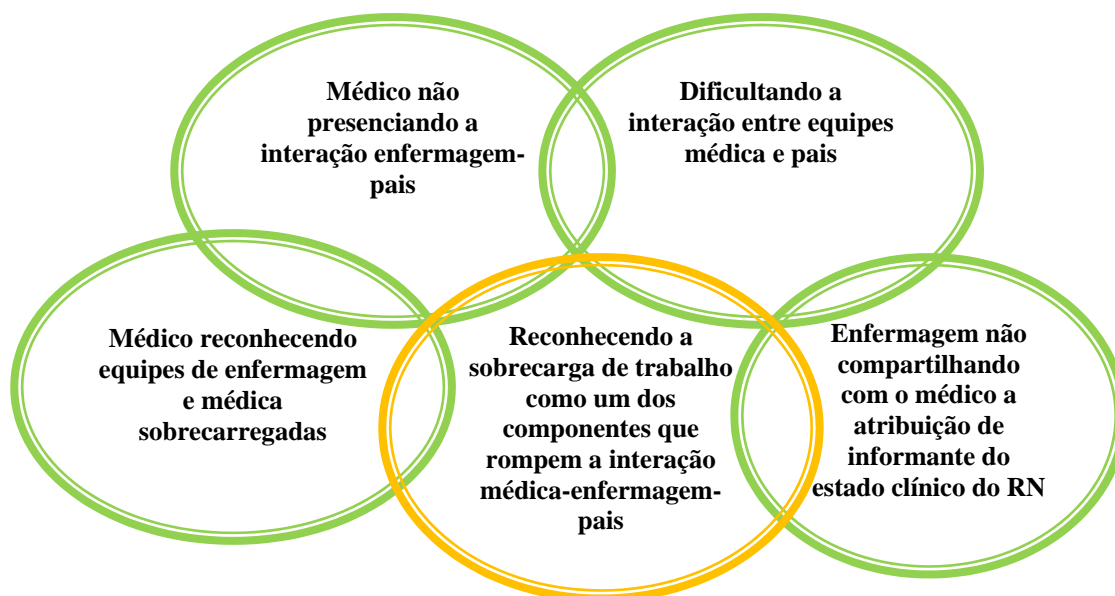 Médico não
presenciando a
interação enfermagem-
pais
Dificultando a
interação entre equipes
médica e pais
Médico reconhecendo
equipes de enfermagem
e médica
sobrecarregadas
Reconhecendo a
sobrecarga de trabalho
como um dos
componentes que
rompem a interação
médica-enfermagem-
pais
Enfermagem não
compartilhando
com o médico a
atribuição de
informante do
estado clínico do RN